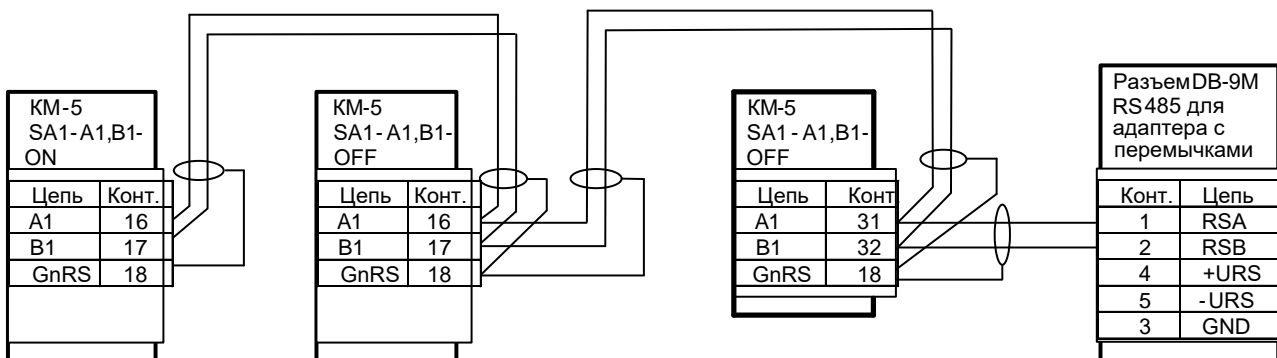 КМ-5
SA1-A1,B1-
ON
Цепь Конт.
A1 16
B1 17
GnRS 18
КМ-5
SA1-A1,B1-
OFF
Цепь Конт.
A1 16
B1 17
GnRS 18
КМ-5
SA1-A1,B1-
OFF
Цепь Конт.
A1 31
B1 32
GnRS 18
Разъем DB-9M
RS485 для
адаптера с
перемычками
Конт. Цепь
1 RSA
2 RSB
4 +URS
5 -URS
3 GND